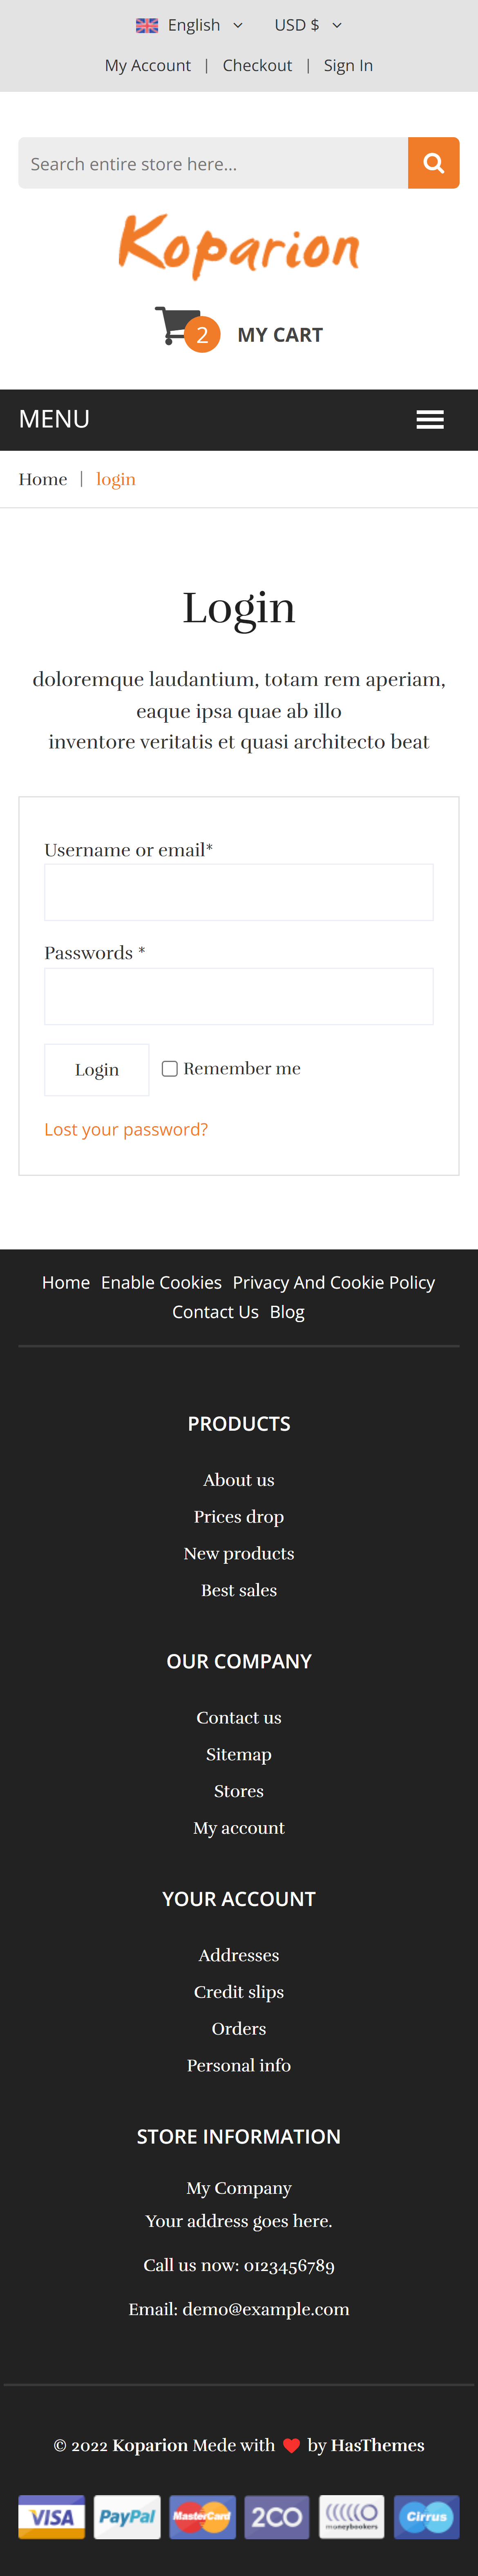 English USD $
My Account | Checkout | Sign In
Search entire store here...
Koparion
2 MY CART
MENU
Home | login
Login
doloremque laudantium, totam rem aperiam,
eaque ipsa quae ab illo
inventore veritatis et quasi architecto beat
Username or email*
Passwords *
Login Remember me
Lost your password?
Home Enable Cookies Privacy And Cookie Policy
Contact Us Blog
PRODUCTS
About us
Prices drop
New products
Best sales
OUR COMPANY
Contact us
Sitemap
Stores
My account
YOUR ACCOUNT
Addresses
Credit slips
Orders
Personal info
STORE INFORMATION
My Company
Your address goes here.
Call us now: 0123456789
Email: demo@example.com
© 2022 Koparion Mede with ❤ by HasThemes
VISA PayPal MasterCard 2CO moneybookers Cirrus